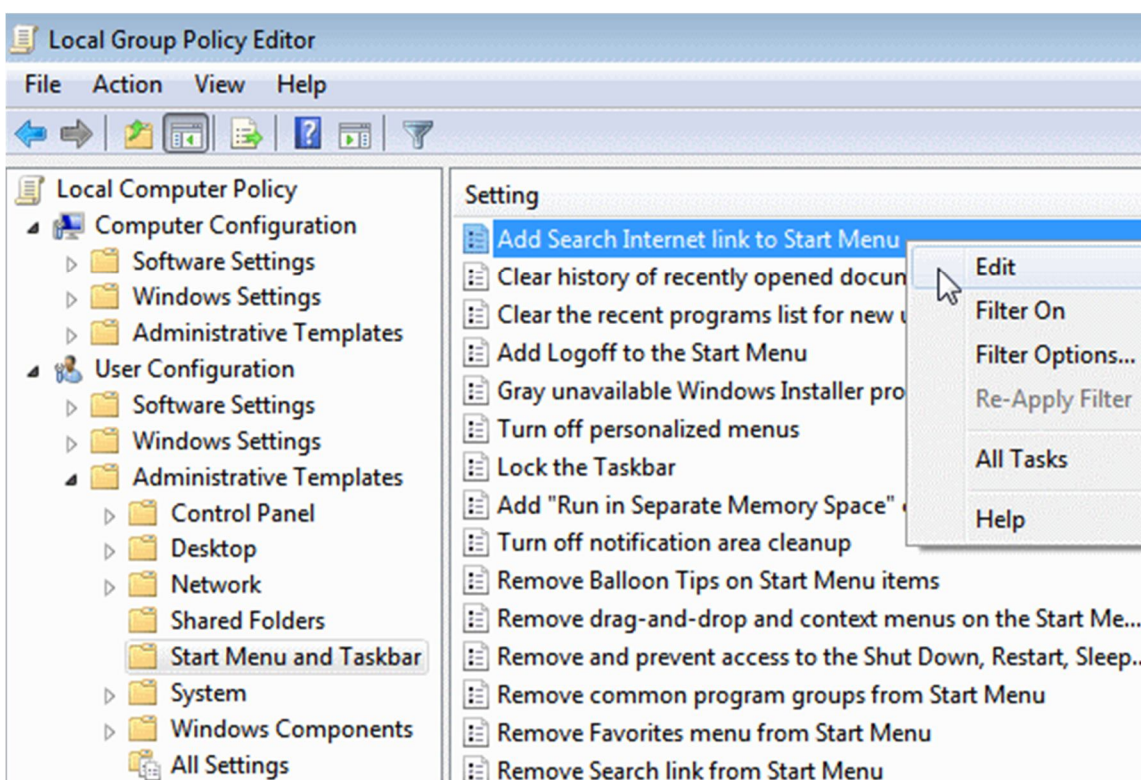 Local Group Policy Editor
File Action View Help
Local Computer Policy
Computer Configuration
Software Settings
Windows Settings
Administrative Templates
User Configuration
Software Settings
Windows Settings
Administrative Templates
Control Panel
Desktop
Network
Shared Folders
Start Menu and Taskbar
System
Windows Components
All Settings
Setting
Add Search Internet link to Start Menu
Clear history of recently opened docun
Clear the recent programs list for new
Add Logoff to the Start Menu
Gray unavailable Windows Installer pro
Turn off personalized menus
Lock the Taskbar
Add "Run in Separate Memory Space"
Turn off notification area cleanup
Remove Balloon Tips on Start Menu items
Remove drag-and-drop and context menus on the Start Me...
Remove and prevent access to the Shut Down, Restart, Sleep..
Remove common program groups from Start Menu
Remove Favorites menu from Start Menu
Remove Search link from Start Menu
Edit
Filter On
Filter Options...
Re-Apply Filter
All Tasks
Help